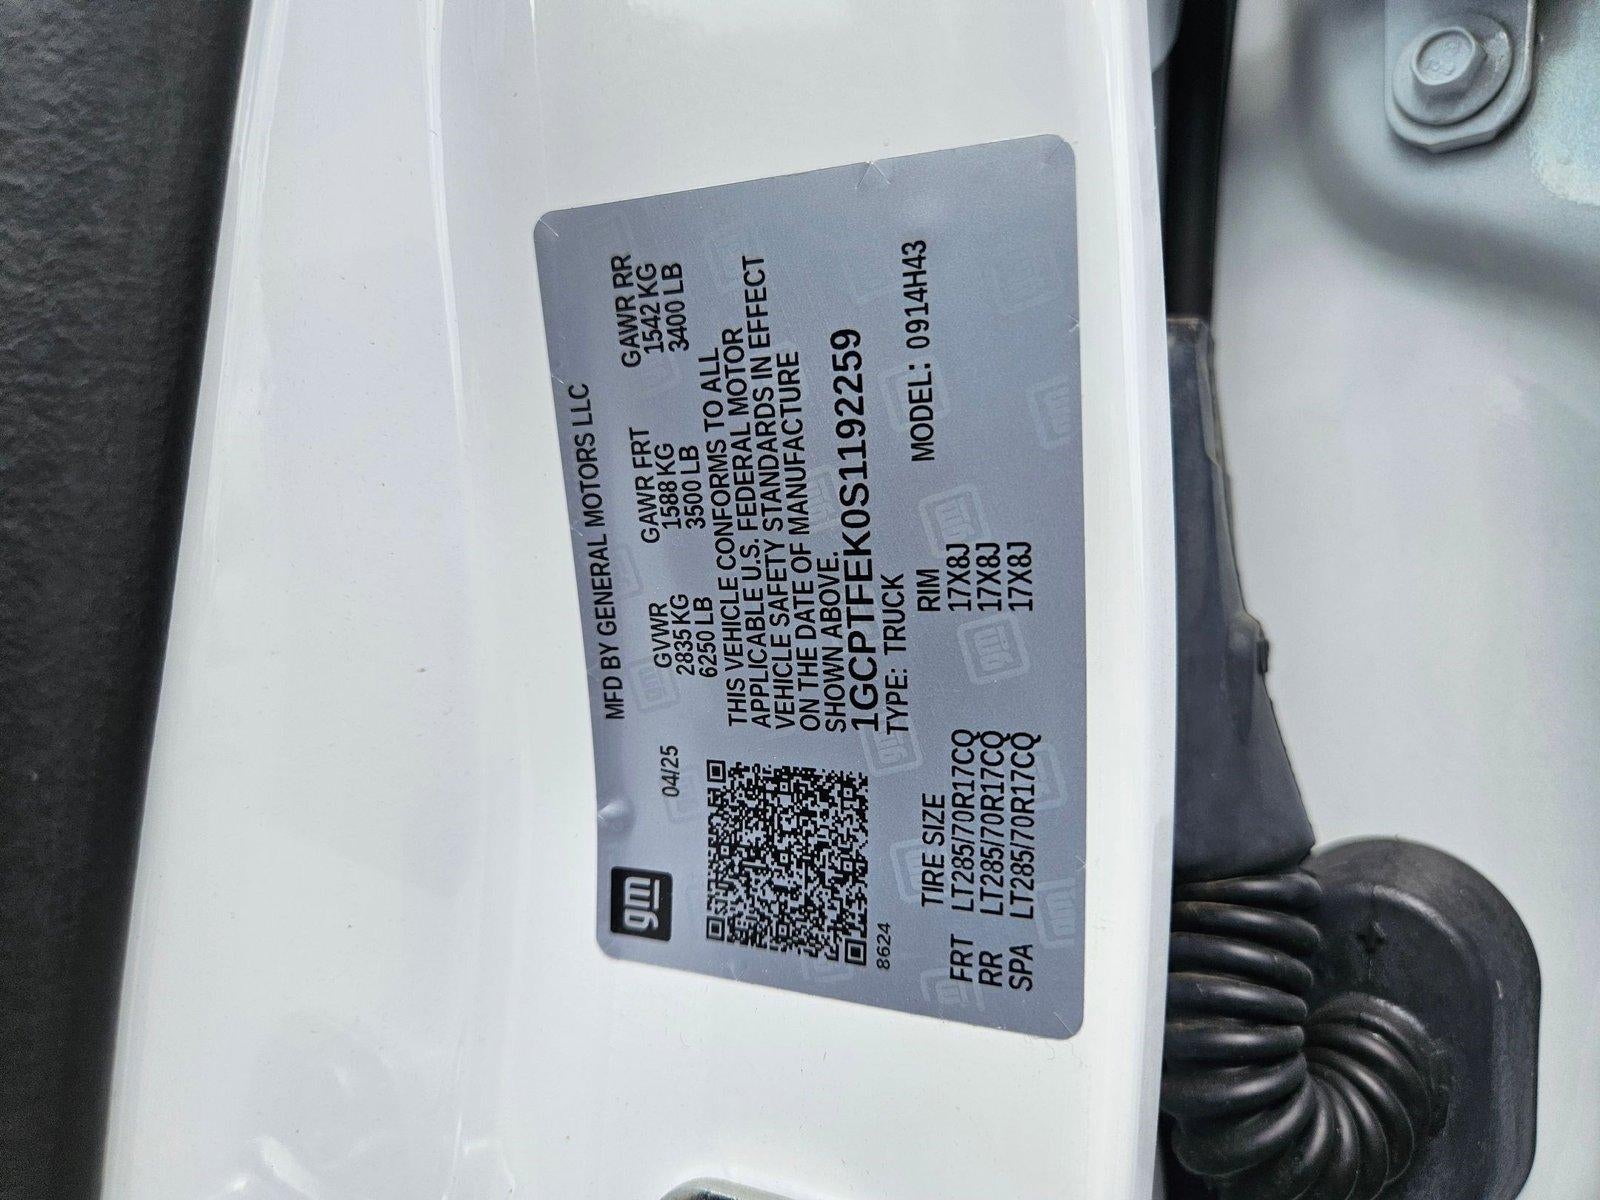 gm
MFD BY GENERAL MOTORS LLC
04/25
GVWR GAWR FRT GAWR RR
2835 KG 1588 KG 1542 KG
6250 LB 3500 LB 3400 LB
THIS VEHICLE CONFORMS TO ALL
APPLICABLE U.S. FEDERAL MOTOR
VEHICLE SAFETY STANDARDS IN EFFECT
ON THE DATE OF MANUFACTURE
SHOWN ABOVE.
1GCPTFEK0S1192259
8624
TYPE: TRUCK MODEL: 0914H43
TIRE SIZE RIM
FRT LT285/70R17CQ 17X8J
RR LT285/70R17CQ 17X8J
SPA LT285/70R17CQ 17X8J